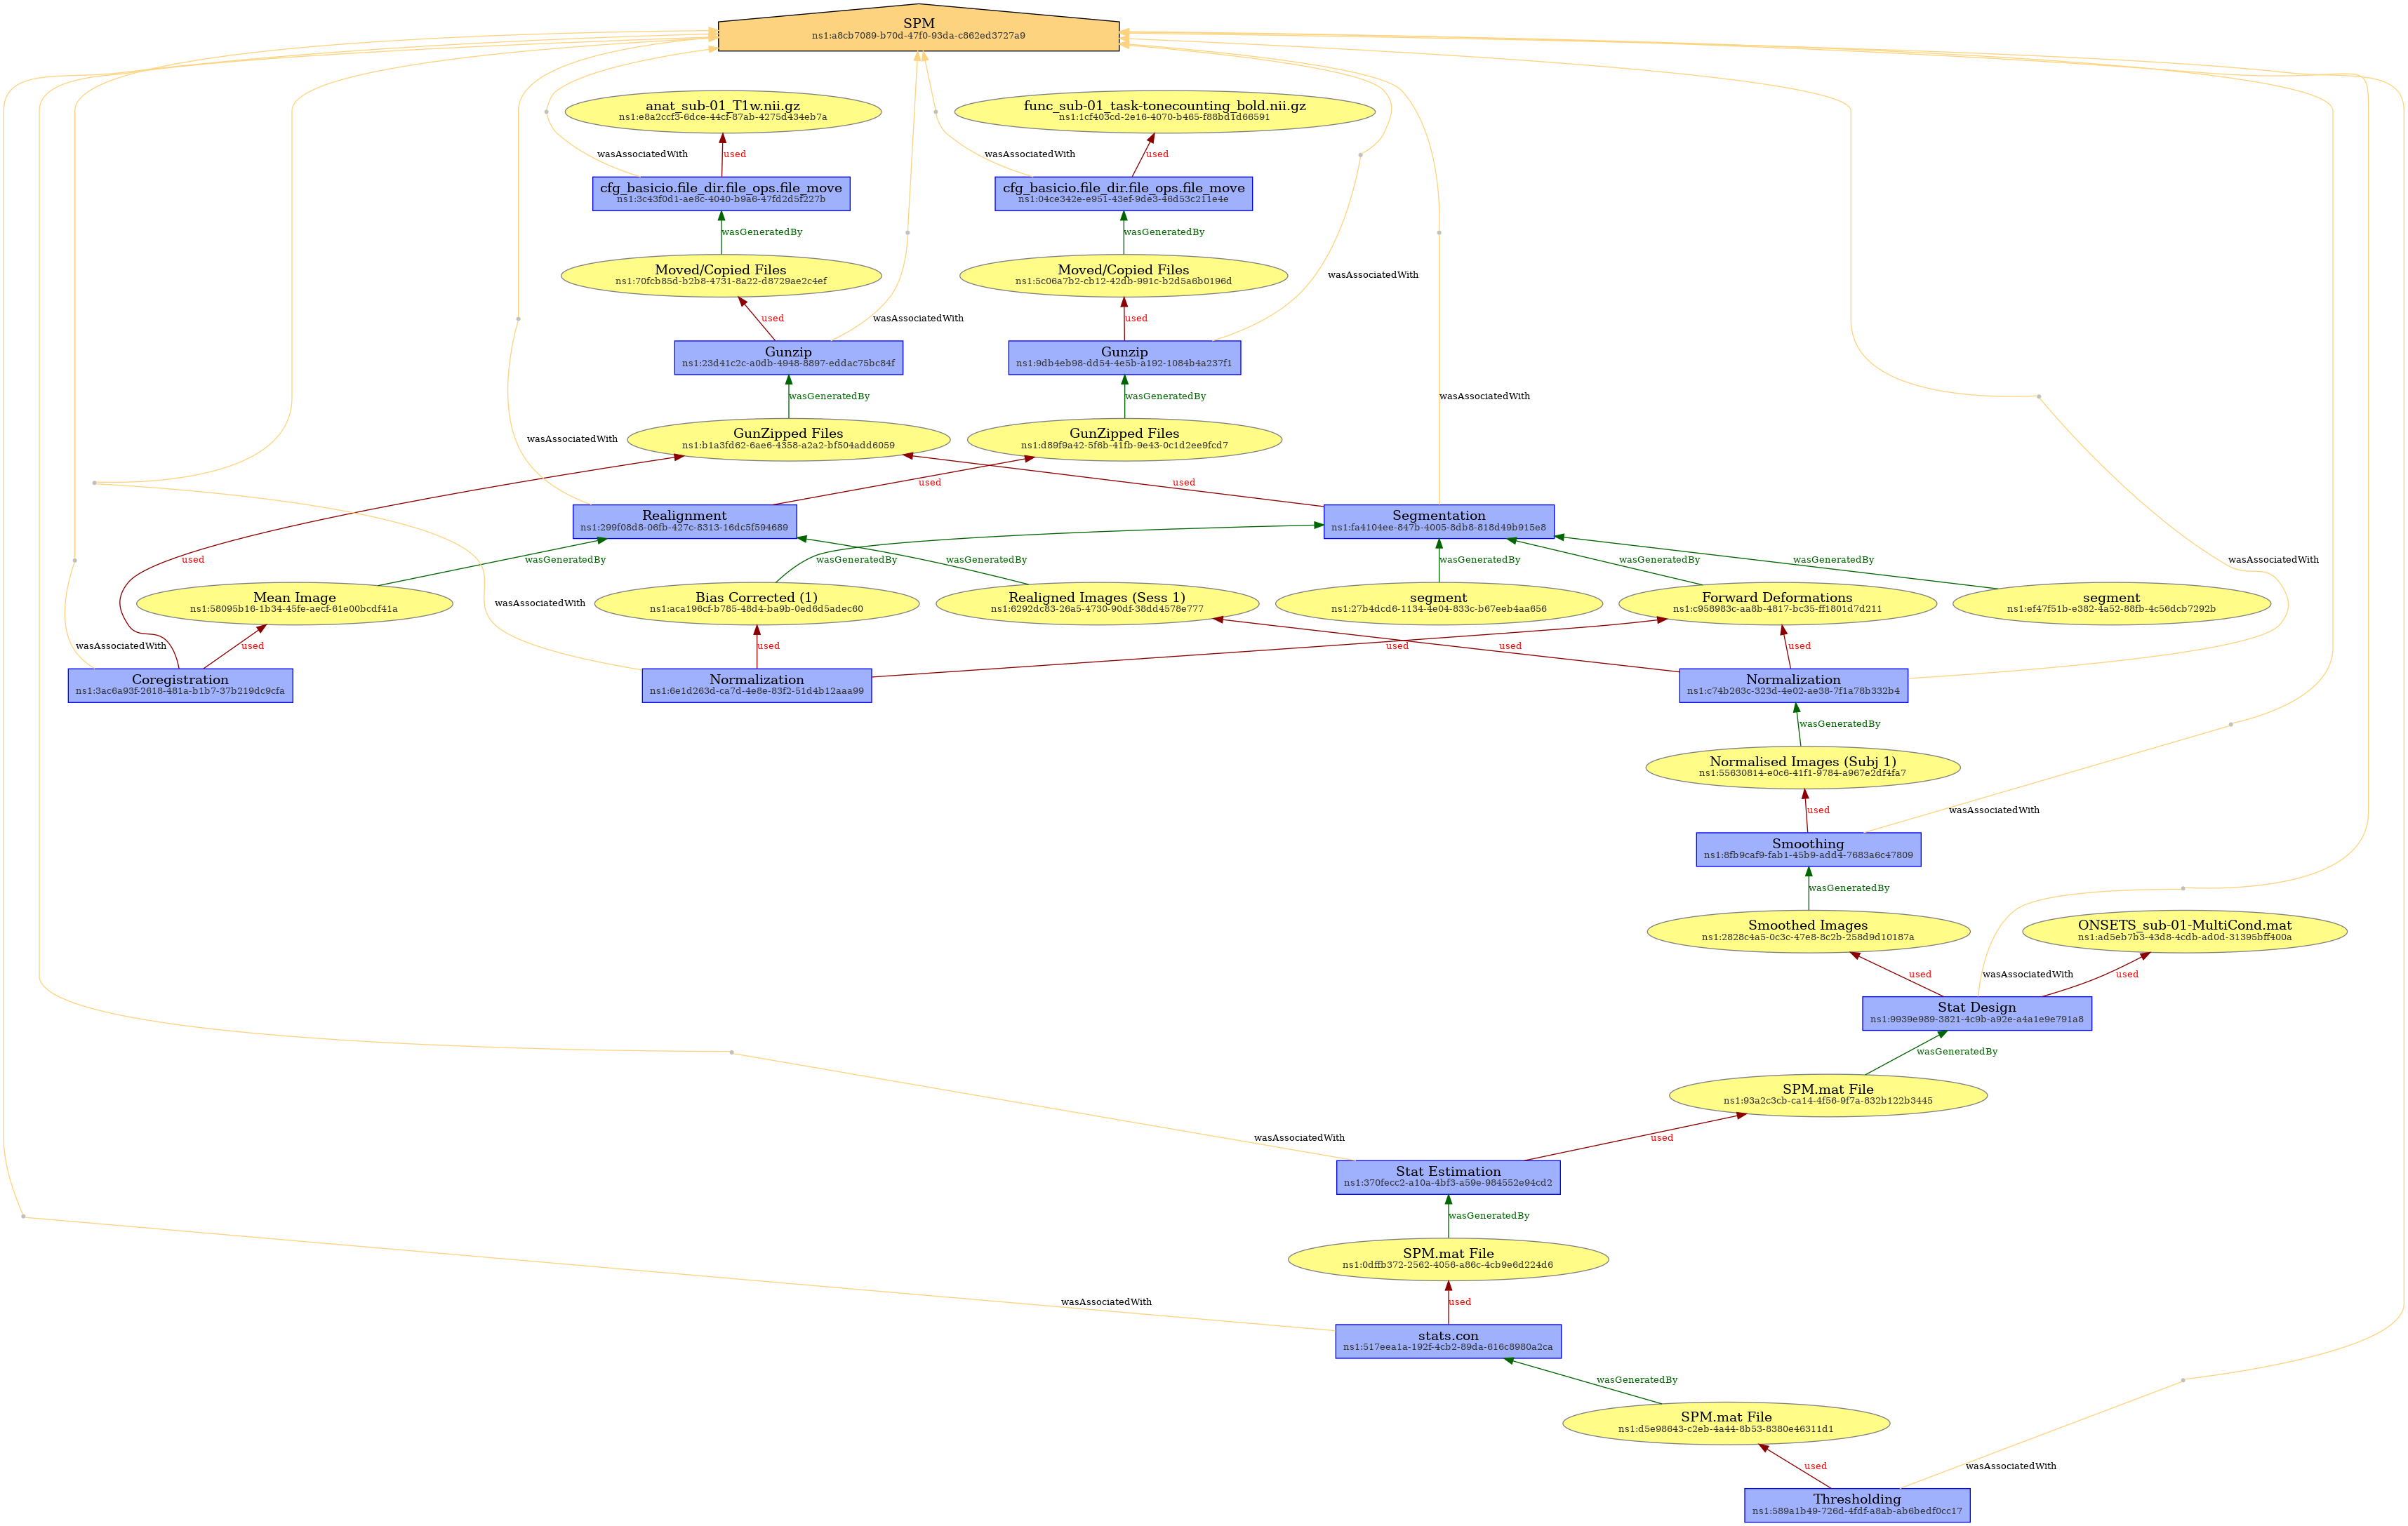 SPM
ns1:a8cb7089-b70d-47f0-93da-c862ed3727a9
anat_sub-01_T1w.nii.gz
ns1:e8a2ccf3-6dce-44cf-87ab-4275d434eb7a
func_sub-01_task-tonecounting_bold.nii.gz
ns1:1cf403cd-2e16-4070-b465-f88bd1d66591
wasAssociatedWith
used
wasAssociatedWith
used
cfg_basicio.file_dir.file_ops.file_move
ns1:3c43f0d1-ae8c-4040-b9a6-47fd2d5f227b
cfg_basicio.file_dir.file_ops.file_move
ns1:04ce342e-e951-43ef-9de3-46d53c211e4e
wasGeneratedBy
wasGeneratedBy
Moved/Copied Files
ns1:70fcb85d-b2b8-4731-8a22-d8729ae2c4ef
Moved/Copied Files
ns1:5c06a7b2-cb12-42db-991c-b2d5a6b0196d
wasAssociatedWith
used
wasAssociatedWith
used
Gunzip
ns1:23d41c2c-a0db-4948-8897-eddac75bc84f
Gunzip
ns1:9db4eb98-dd54-4e5b-a192-1084b4a237f1
wasGeneratedBy
wasGeneratedBy
wasAssociatedWith
GunZipped Files
ns1:b1a3fd62-6ae6-4358-a2a2-bf504add6059
GunZipped Files
ns1:d89f9a42-5f6b-41fb-9e43-0c1d2ee9fcd7
wasAssociatedWith
used
used
Realignment
ns1:299f08d8-06fb-427c-8313-16dc5f594689
Segmentation
ns1:fa4104ee-847b-4005-8db8-818d49b915e8
used
wasGeneratedBy
wasGeneratedBy
wasGeneratedBy
wasGeneratedBy
wasGeneratedBy
wasGeneratedBy
wasAssociatedWith
Mean Image
ns1:58095b16-1b34-45fe-aecf-61e00bcdf41a
wasAssociatedWith
Bias Corrected (1)
ns1:aca196cf-b785-48d4-ba9b-0ed6d5adec60
Realigned Images (Sess 1)
ns1:6292dc83-26a5-4730-90df-38dd4578e777
segment
ns1:27b4dcd6-1134-4e04-833c-b67eeb4aa656
Forward Deformations
ns1:c958983c-aa8b-4817-bc35-ff1801d7d211
segment
ns1:ef47f51b-e382-4a52-88fb-4c56dcb7292b
wasAssociatedWith
used
used
used
used
used
Coregistration
ns1:3ac6a93f-2618-481a-b1b7-37b219dc9cfa
Normalization
ns1:6e1d263d-ca7d-4e8e-83f2-51d4b12aaa99
Normalization
ns1:c74b263c-323d-4e02-ae38-7f1a78b332b4
wasGeneratedBy
Normalised Images (Subj 1)
ns1:55630814-e0c6-41f1-9784-a967e2df4fa7
used
wasAssociatedWith
Smoothing
ns1:8fb9caf9-fab1-45b9-add4-7683a6c47809
wasGeneratedBy
Smoothed Images
ns1:2828c4a5-0c3c-47e8-8c2b-258d9d10187a
ONSETS_sub-01-MultiCond.mat
ns1:ad5eb7b3-43d8-4cdb-ad0d-31395bff400a
used
wasAssociatedWith
used
Stat Design
ns1:9939e989-3821-4c9b-a92e-a4a1e9e791a8
wasGeneratedBy
SPM.mat File
ns1:93a2c3cb-ca14-4f56-9f7a-832b122b3445
wasAssociatedWith
used
Stat Estimation
ns1:370fecc2-a10a-4bf3-a59e-984552e94cd2
wasGeneratedBy
SPM.mat File
ns1:0dffb372-2562-4056-a86c-4cb9e6d224d6
wasAssociatedWith
used
stats.con
ns1:517eea1a-192f-4cb2-89da-616c8980a2ca
wasGeneratedBy
SPM.mat File
ns1:d5e98643-c2eb-4a44-8b53-8380e46311d1
used
wasAssociatedWith
Thresholding
ns1:589a1b49-726d-4fdf-a8ab-ab6bedf0cc17